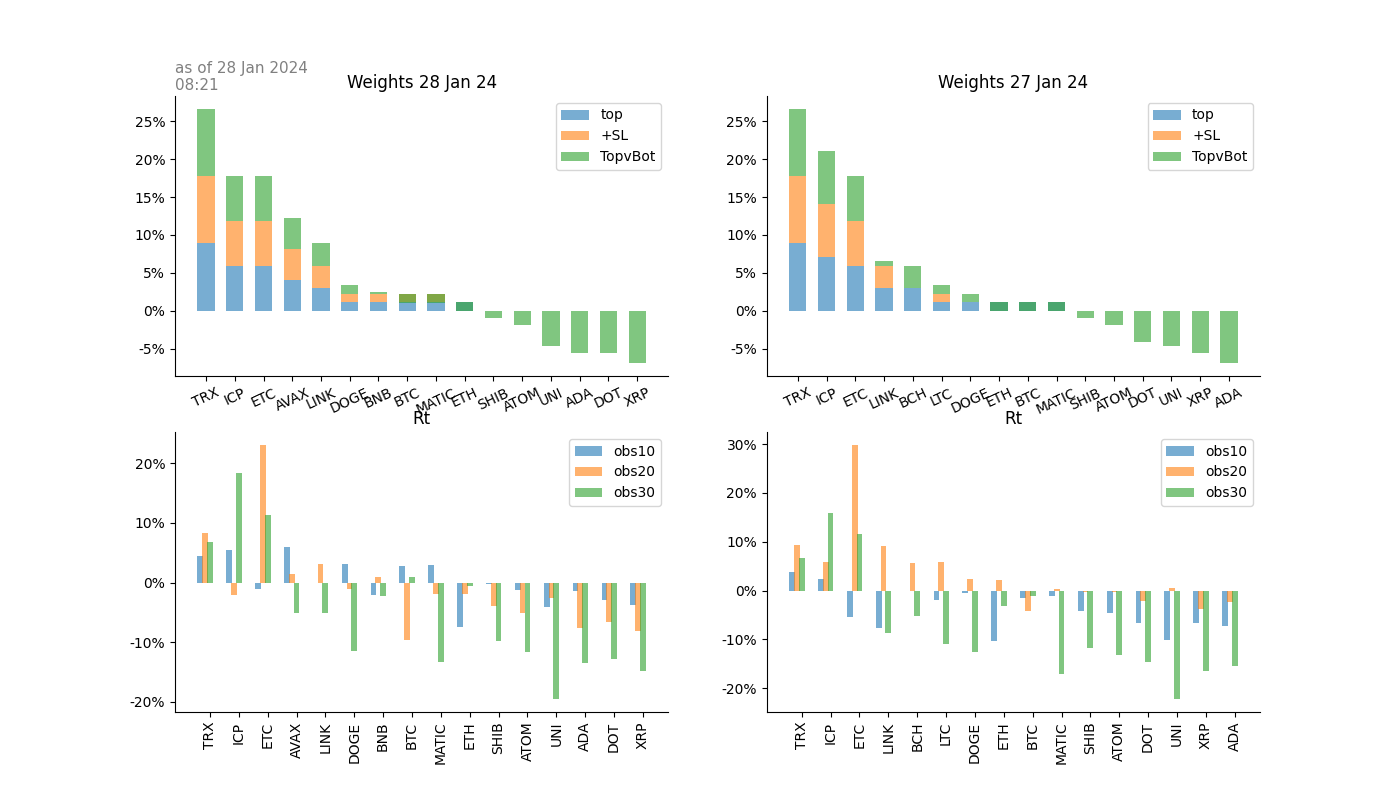 as of 28 Jan 2024
08:21
Weights 28 Jan 24
top
+SL
TopvBot
25%
20%
15%
10%
5%
0%
-5%
TRX ICP ETC AVAX LINK DOGE BNB BTC MATIC ETH SHIB ATOM UNI ADA DOT XRP
Weights 27 Jan 24
top
+SL
TopvBot
25%
20%
15%
10%
5%
0%
-5%
TRX ICP ETC LINK BCH LTC DOGE ETH BTC MATIC SHIB ATOM DOT UNI XRP ADA
Rt
obs10
obs20
obs30
20%
10%
0%
-10%
-20%
TRX ICP ETC AVAX LINK DOGE BNB BTC MATIC ETH SHIB ATOM UNI ADA DOT XRP
Rt
obs10
obs20
obs30
30%
20%
10%
0%
-10%
-20%
TRX ICP ETC LINK BCH LTC DOGE ETH BTC MATIC SHIB ATOM DOT UNI XRP ADA